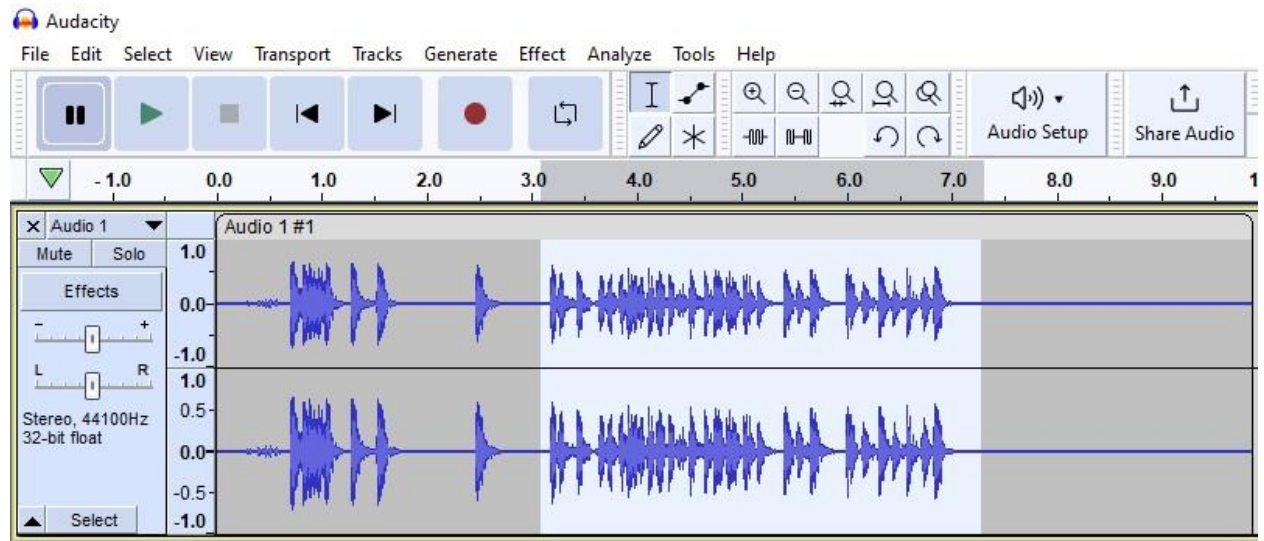 Audacity
File Edit Select View Transport Tracks Generate Effect Analyze Tools Help
Audio Setup
Share Audio
- 1.0 0.0 1.0 2.0 3.0 4.0 5.0 6.0 7.0 8.0 9.0 1
× Audio 1
Audio 1 #1
Mute Solo
Effects
- +
L R
Stereo, 44100Hz
32-bit float
Select
1.0
0.0
-1.0
1.0
0.5
0.0
-0.5
-1.0